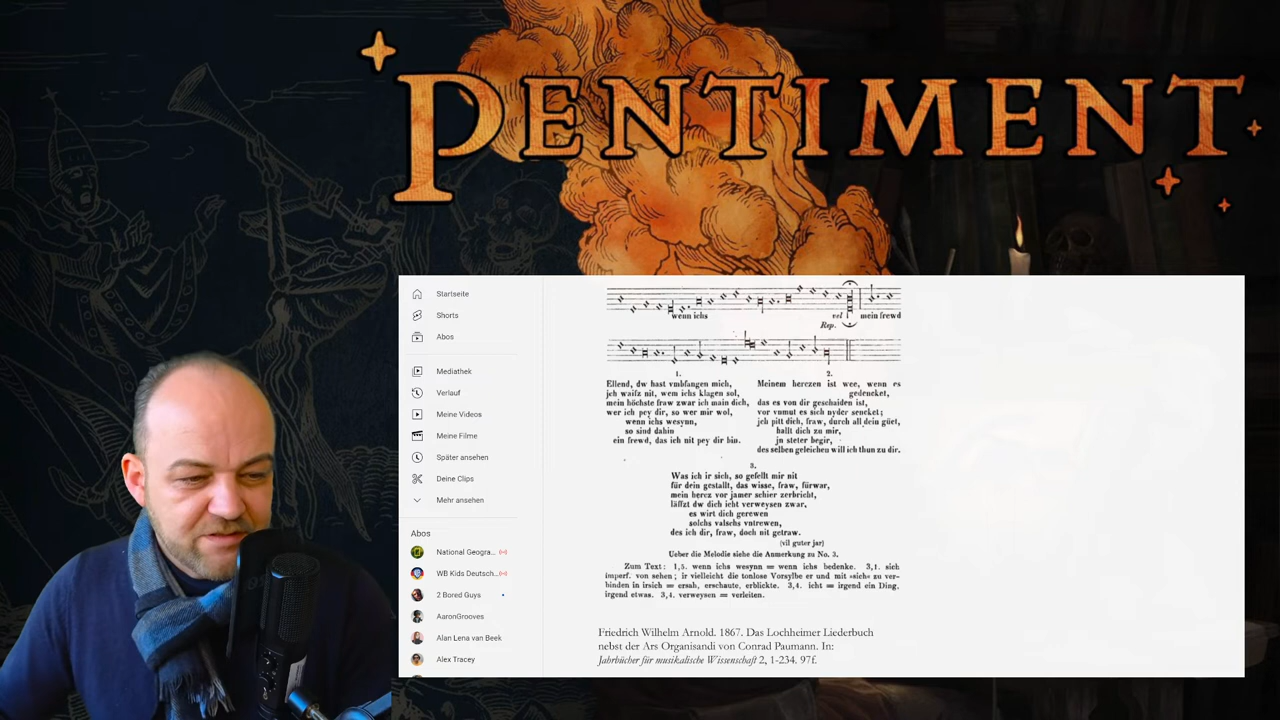 PENTIMENT
Startseite
Shorts
Abos
Mediathek
Verlauf
Meine Videos
Meine Filme
Später ansehen
Deine Clips
Mehr ansehen
Abos
National Geogra...
WB Kids Deutsch...
2 Bored Guys
AaronGrooves
Alan Lena van Beek
Alex Tracey
wenn ichs vol mein frewd
Rep.
1.
Ellend, dw hast vmbfangen mich,
jch waifz nit, wem ichs klagen sol,
mein höchste fraw zwar ich main dich,
wer ich pey dir, so wer mir wol,
wenn ichs wesynn,
so sind dahin
ein frewd, das ich nit pey dir bin.
2.
Meinem herczen ist wee, wenn es
gedencket,
das es von dir geschaiden ist,
vor vnmut es sich nyder sencket;
jch pitt dich, fraw, durch all dein güet,
hallt dich zu mir,
jn steter begir,
des selben geleichen will ich thun zu dir.
3.
Was ich ir sich, so gefellt mir nit
für dein gestallt, das wisse, fraw, fürwar,
mein hercz vor jamer schier zerbricht,
läffzt dw dich icht verweysen zwar,
es wirt dich gerewen
solchs valschs vntrewen,
des ich dir, fraw, doch nit getraw.
(vil guter jar)
Ueber die Melodie siehe die Anmerkung zu No. 3.
Zum Text: 1,5. wenn ichs wesynn = wenn ichs bedenke. 3,1. sich
imperf. von sehen; ir vielleicht die tonlose Vorsylbe er und mit »sich« zu ver-
binden in irsich = ersah, erschaute, erblickte. 3,4. icht = irgend ein Ding,
irgend etwas. 3,4. verweysen = verleiten.
Friedrich Wilhelm Arnold. 1867. Das Lochheimer Liederbuch
nebst der Ars Organisandi von Conrad Paumann. In:
Jahrbücher für musikalische Wissenschaft 2, 1-234. 97f.